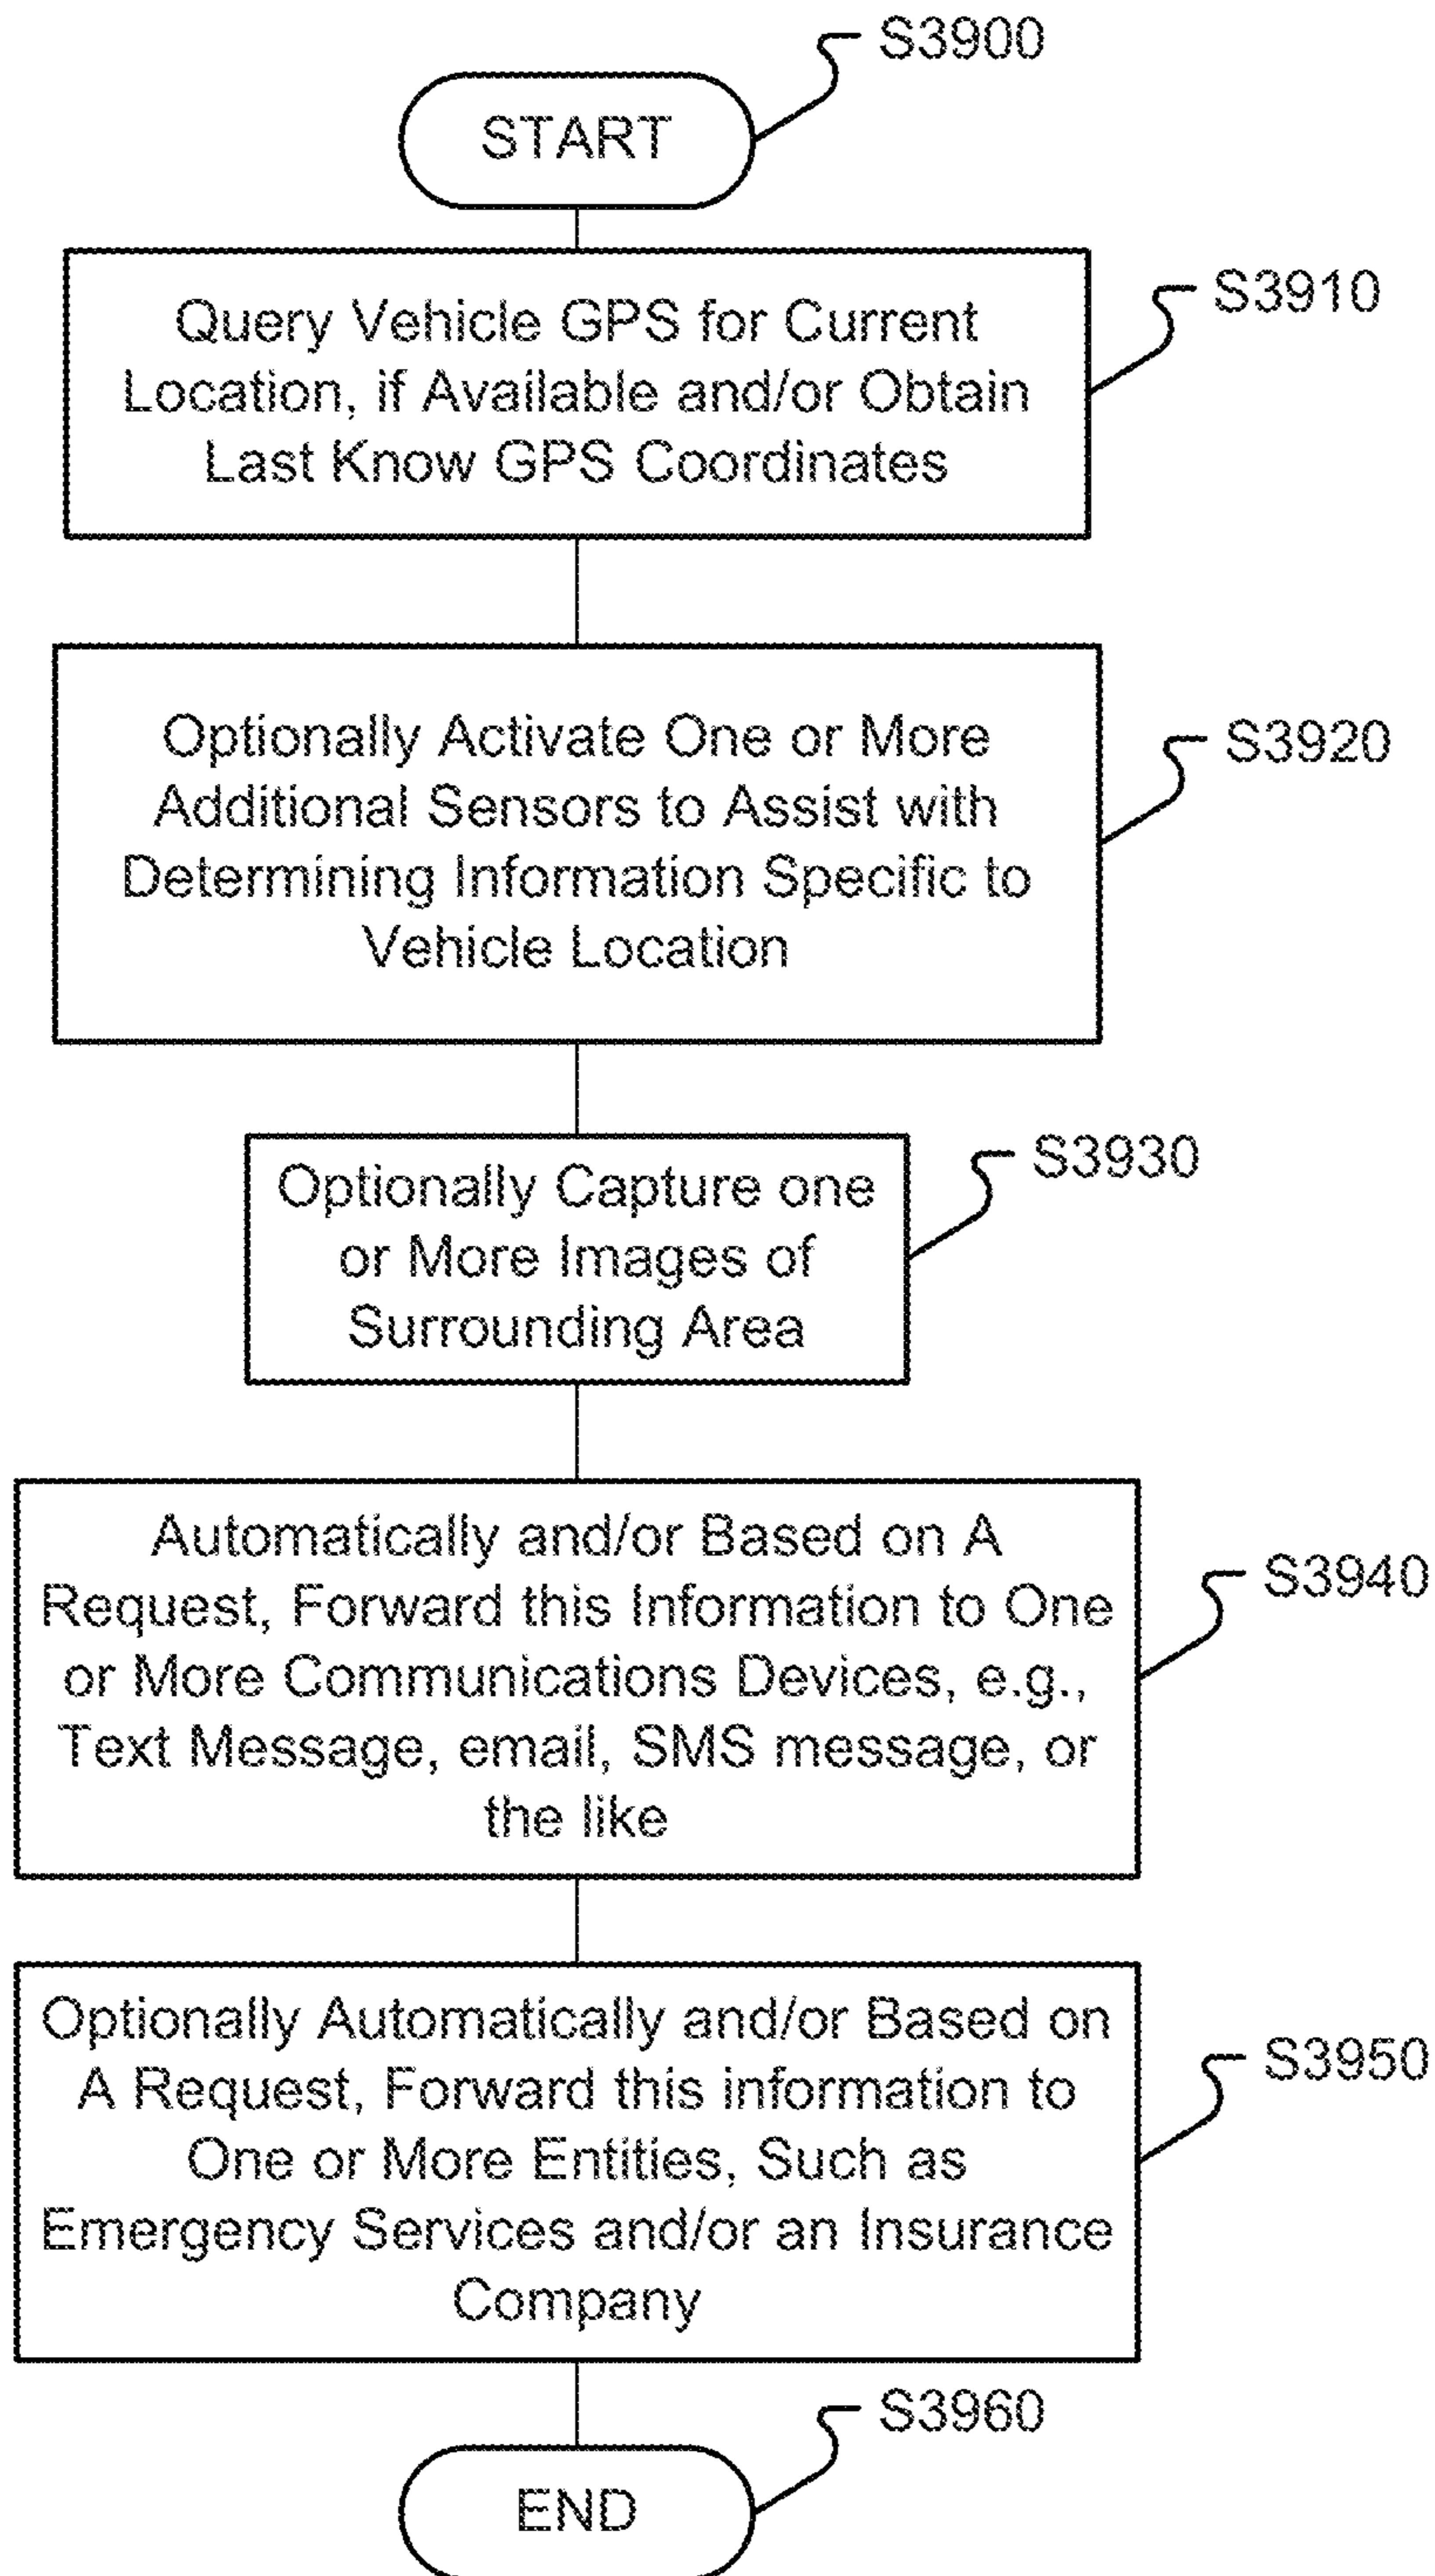 S3900
START
Query Vehicle GPS for Current
Location, if Available and/or Obtain
Last Know GPS Coordinates
S3910
Optionally Activate One or More
Additional Sensors to Assist with
Determining Information Specific to
Vehicle Location
S3920
Optionally Capture one
or More Images of
Surrounding Area
S3930
Automatically and/or Based on A
Request, Forward this Information to One
or More Communications Devices, e.g.,
Text Message, email, SMS message, or
the like
S3940
Optionally Automatically and/or Based on
A Request, Forward this information to
One or More Entities, Such as
Emergency Services and/or an Insurance
Company
S3950
S3960
END